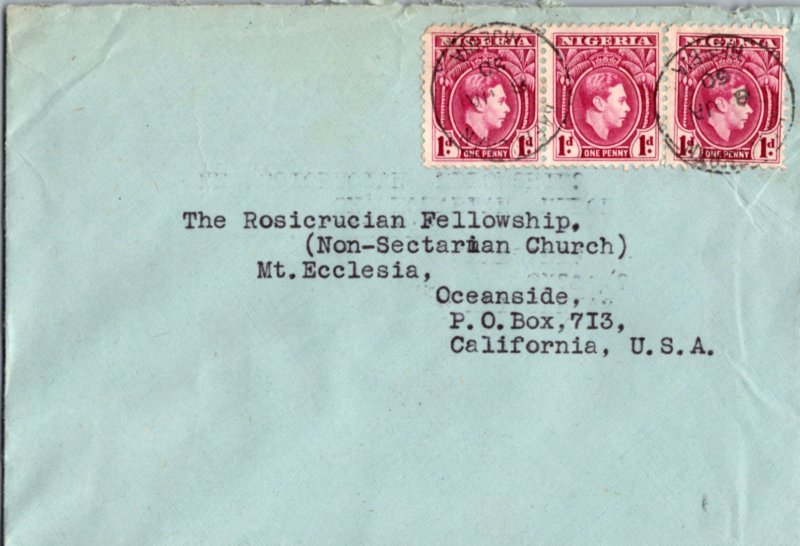 NIGERIA NIGERIA NIGERIA
1d ONE PENNY 1d 1d ONE PENNY 1d 1d ONE PENNY 1d
The Rosicrucian Fellowship,
(Non-Sectarian Church)
Mt.Ecclesia,
Oceanside,
P.O.Box,7I3,
California, U.S.A.